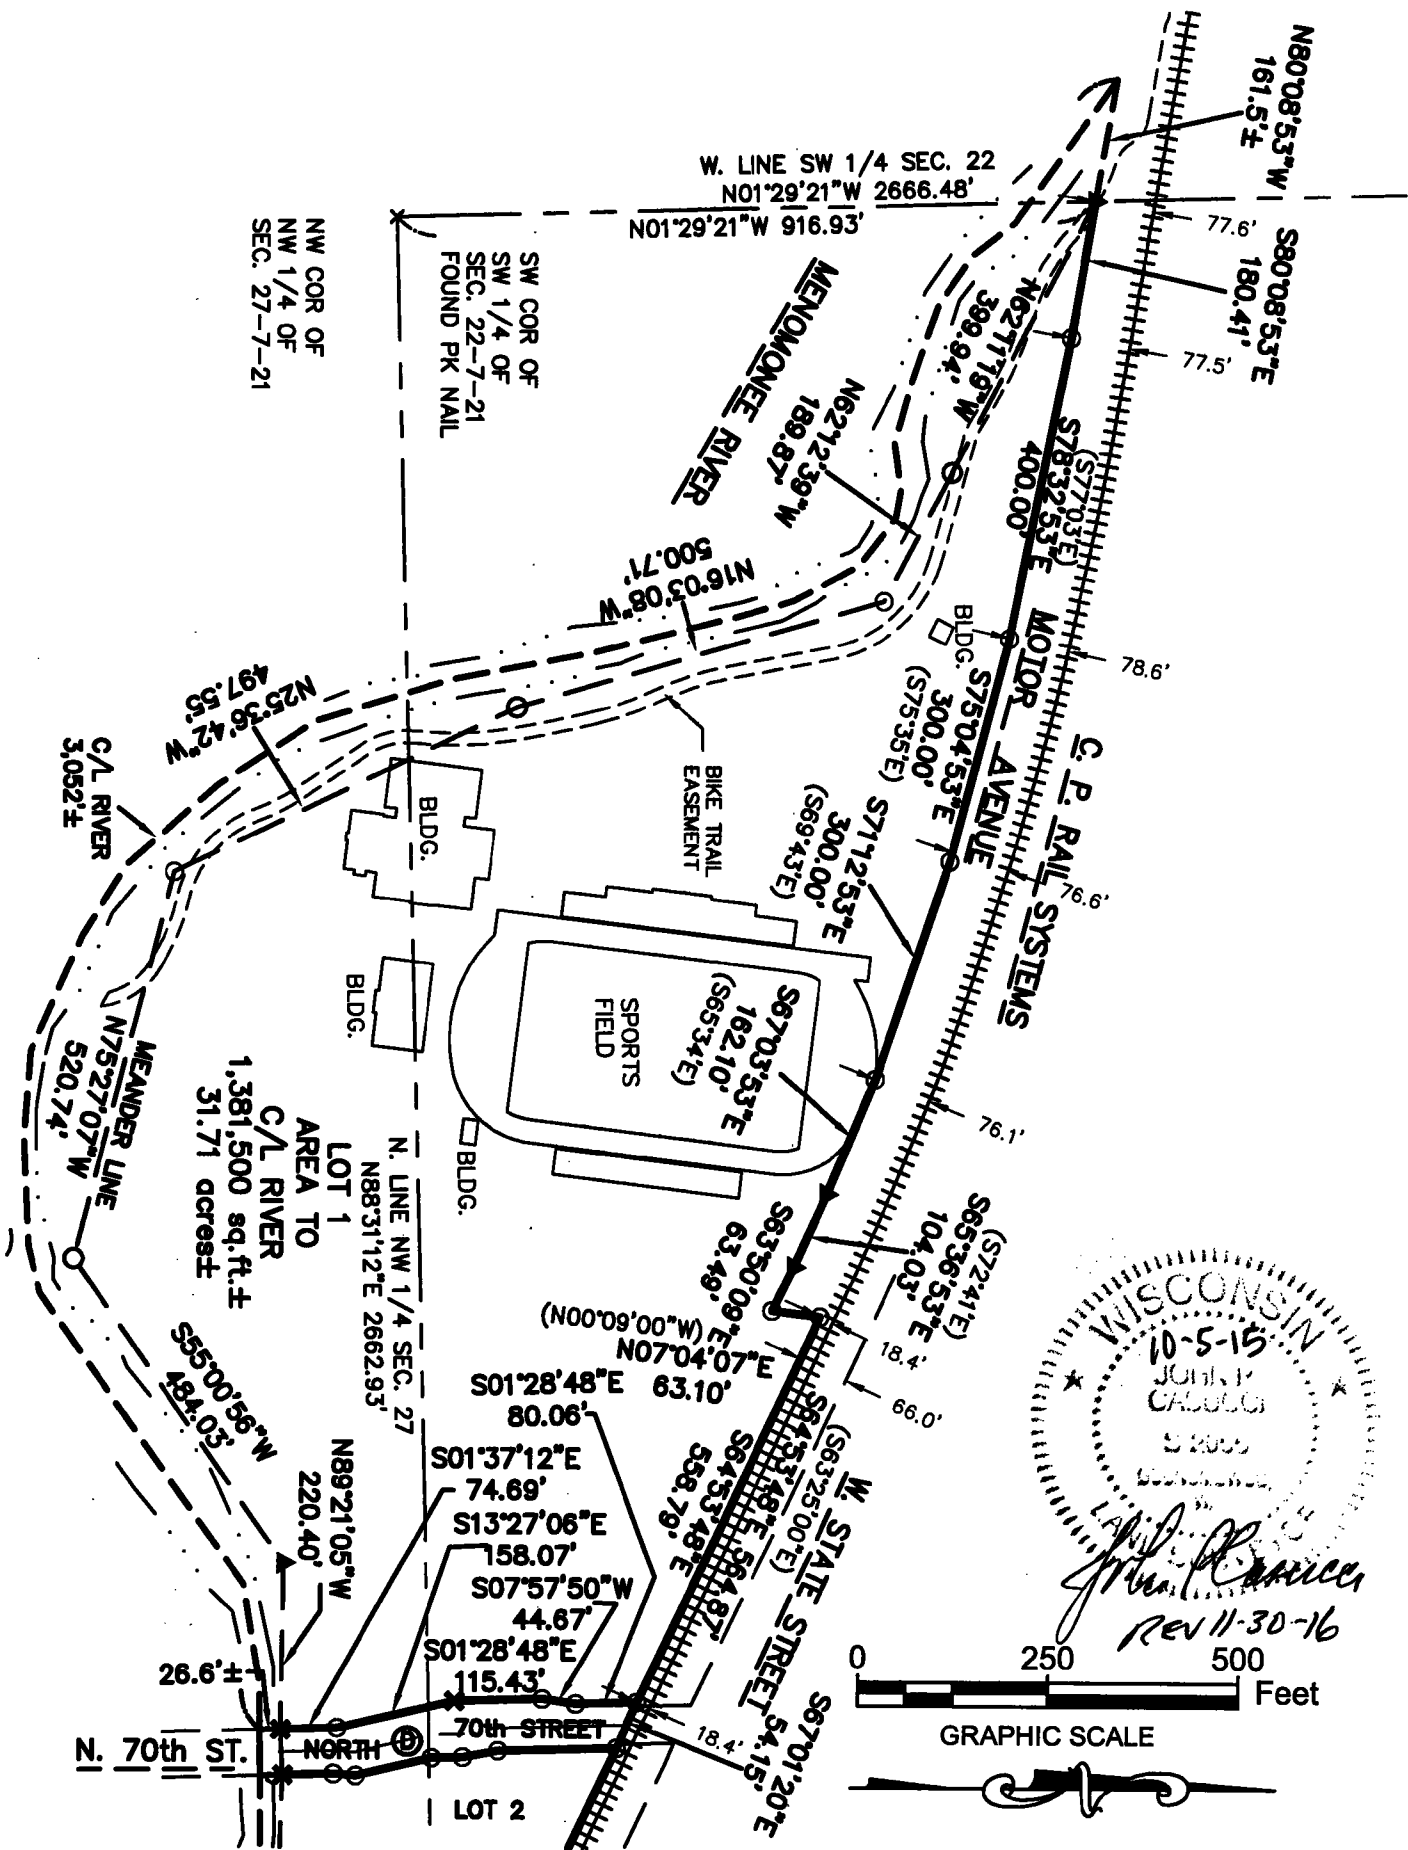 N80°08'53"W
161.5'±
W. LINE SW 1/4 SEC. 22
N01°29'21"W 2666.48'
N01°29'21"W 916.93'
77.6'
S80°08'53"E
180.41'
77.5'
NW COR OF
NW 1/4 OF
SEC. 27-7-21
SW COR OF
SW 1/4 OF
SEC. 22-7-21
FOUND PK NAIL
MENOMONEE RIVER
N62°11'19"W
399.94'
N62°12'39"W
189.87'
(S77°03'E)
S78°32'53"E
400.00'
N16°03'08"W
500.71'
BLDG.
MOTOR AVENUE
78.6'
S75°04'53"E
300.00'
(S75°35'E)
C. P. RAIL SYSTEMS
N25°36'42"W
497.55'
C/L RIVER
3,052'±
BIKE TRAIL
EASEMENT
BLDG.
S71°12'53"E
300.00'
(S69°43'E)
76.6'
BLDG.
SPORTS
FIELD
S67°03'53"E
162.10'
(S65°34'E)
76.1'
MEANDER LINE
N75°27'07"W
520.74'
LOT 1
AREA TO
C/L RIVER
1,381,500 sq.ft.±
31.71 acres±
BLDG.
N. LINE NW 1/4 SEC. 27
N88°31'12"E 2662.93'
(S72°41'E)
S65°36'53"E
104.03'
S63°50'09"E
63.49'
(N00°09'00"W)
N07°04'07"E
63.10'
18.4'
66.0'
WISCONSIN
10-5-15
JOHN P.
CASUCCI
REV 11-30-16
S55°00'56"W
484.03'
N89°21'05"W
220.40'
S01°28'48"E
80.06'
S01°37'12"E
74.69'
S13°27'06"E
158.07'
S07°57'50"W
44.67'
S01°28'48"E
115.43'
S64°53'48"E
558.79'
S64°53'48"E 564.87'
(S63°25'00"E)
W. STATE STREET
S67°01'20"E
54.15'
18.4'
26.6'±
N. 70th ST.
NORTH 70th STREET
D
LOT 2
0 250 500
Feet
GRAPHIC SCALE